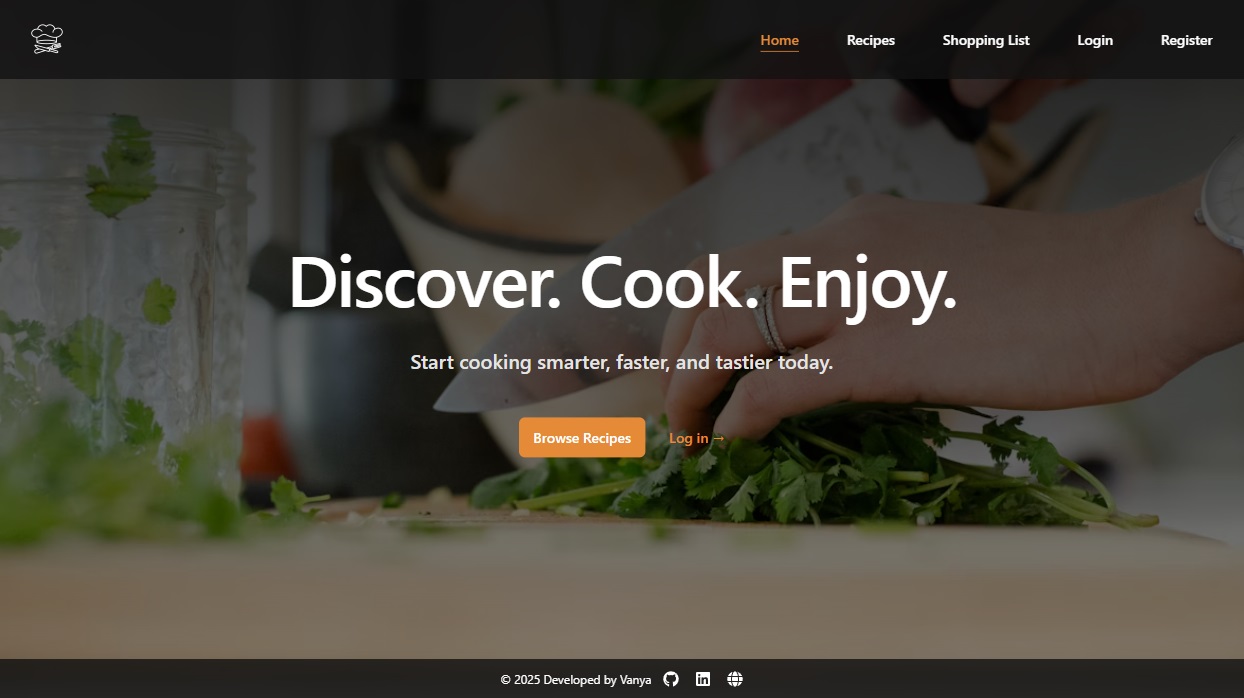 Home Recipes Shopping List Login Register
Discover. Cook. Enjoy.
Start cooking smarter, faster, and tastier today.
Browse Recipes Log in →
© 2025 Developed by Vanya